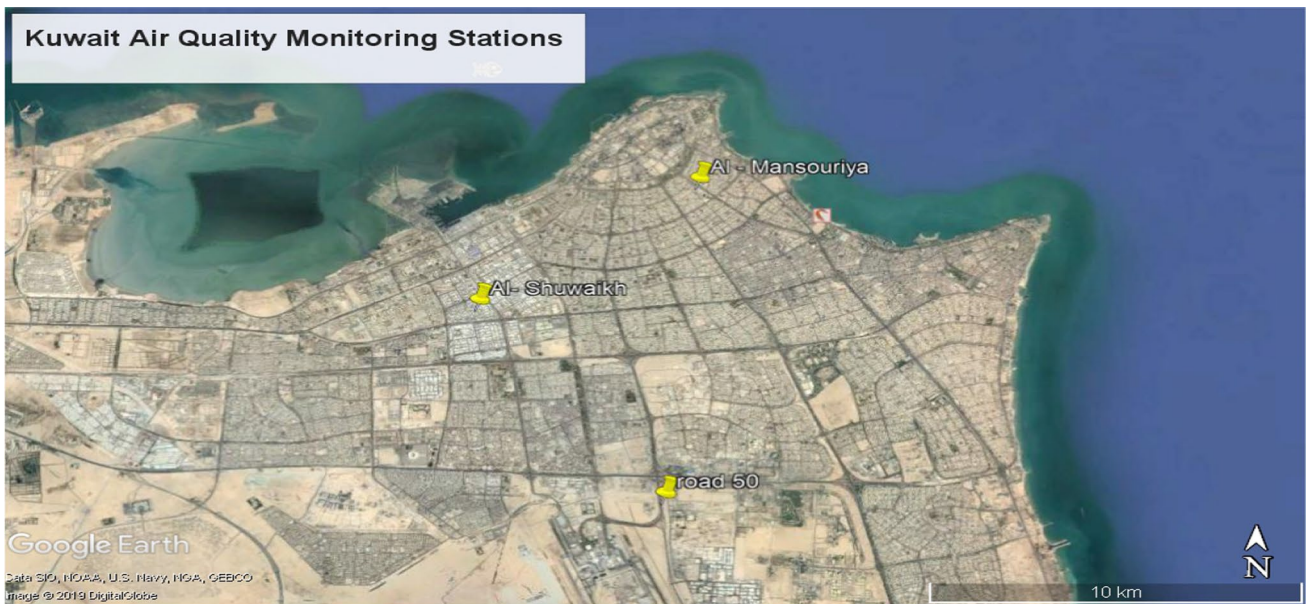 Kuwait Air Quality Monitoring Stations
Al - Mansouriya
Al- Shuwaikh
road 50
Google Earth
Data SIO, NOAA, U.S. Navy, NGA, GEBCO
Image © 2019 DigitalGlobe
N
10 km